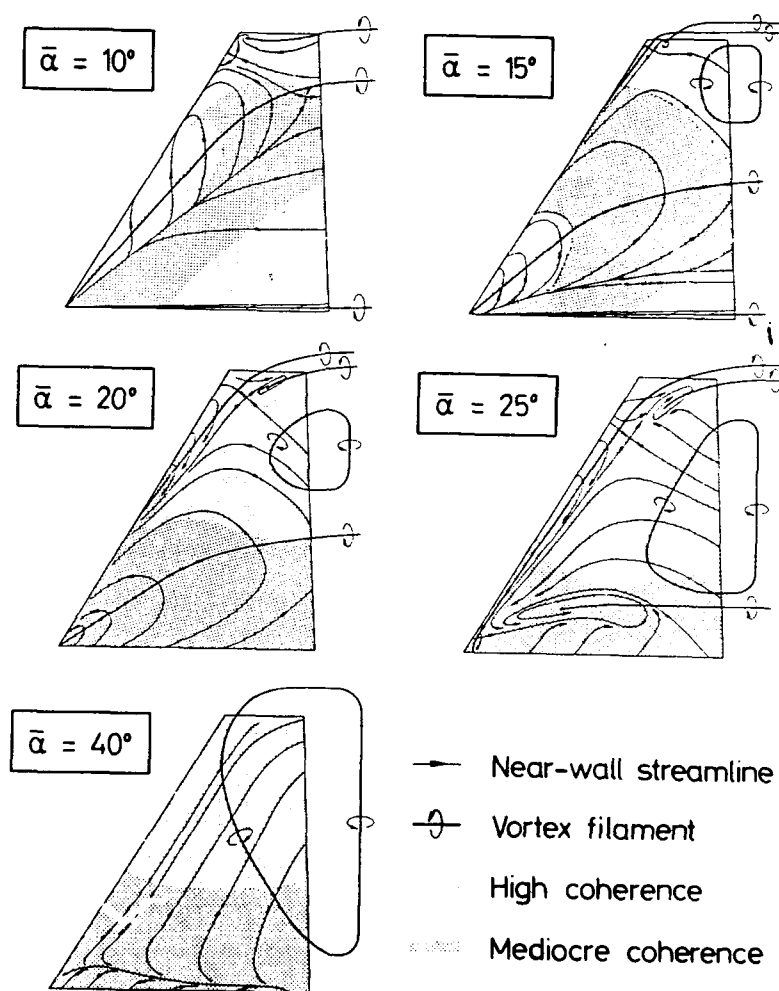 ᾱ = 10°
ᾱ = 15°
ᾱ = 20°
ᾱ = 25°
ᾱ = 40°
Near-wall streamline
Vortex filament
High coherence
Mediocre coherence